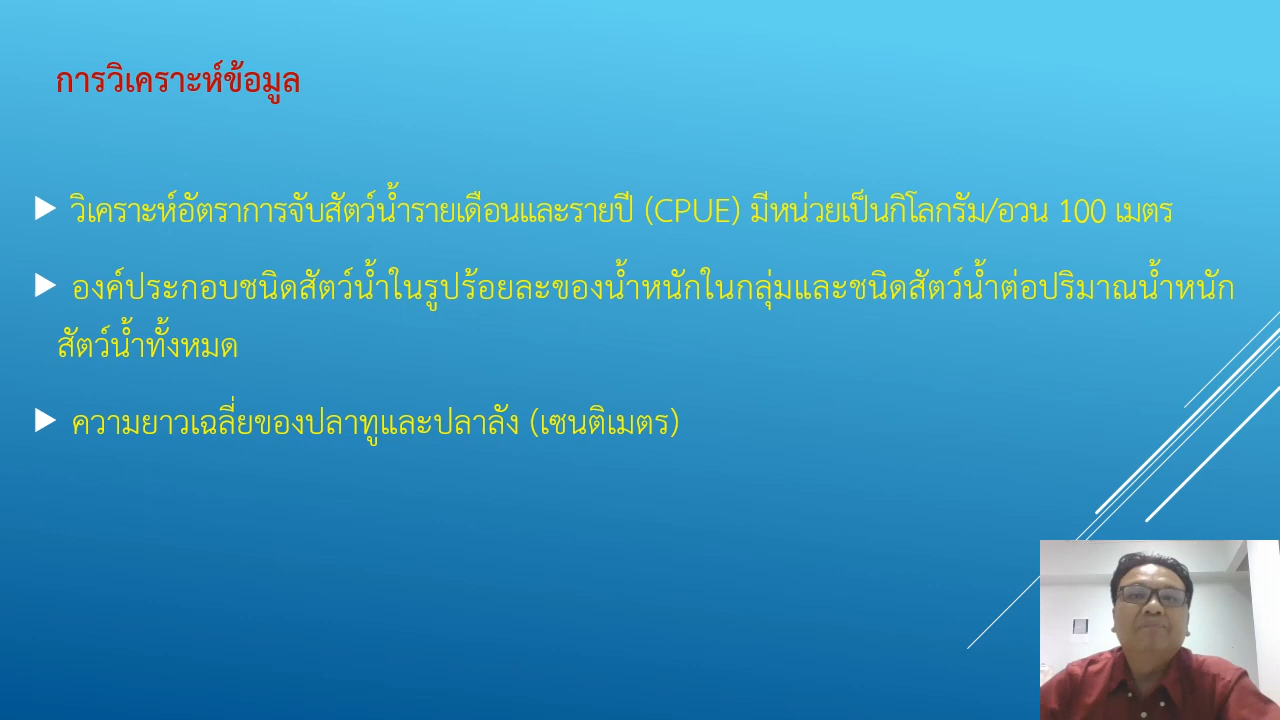 การวิเคราะห์ข้อมูล
วิเคราะห์อัตราการจับสัตว์น้ำรายเดือนและรายปี (CPUE) มีหน่วยเป็นกิโลกรัม/อวน 100 เมตร
องค์ประกอบชนิดสัตว์น้ำในรูปร้อยละของน้ำหนักในกลุ่มและชนิดสัตว์น้ำต่อปริมาณน้ำหนัก
สัตว์น้ำทั้งหมด
ความยาวเฉลี่ยของปลาทูและปลาลัง (เซนติเมตร)